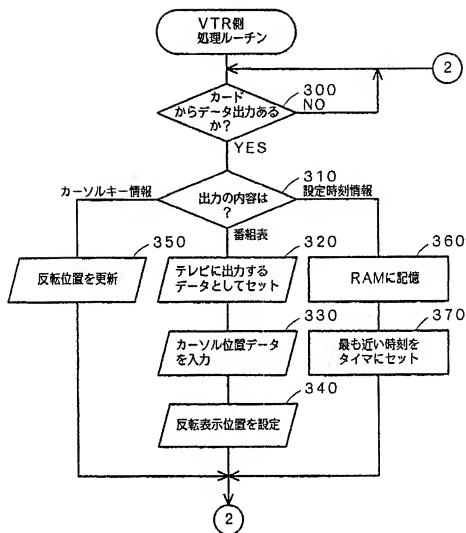 VTR側
処理ルーチン
2
カード
からデータ出力ある
か?
300
NO
YES
310
カーソルキー情報
出力の内容は
?
設定時刻情報
番組表
350
反転位置を更新
320
テレビに出力する
データとしてセット
360
RAMに記憶
330
カーソル位置データ
を入力
370
最も近い時刻を
タイマにセット
340
反転表示位置を設定
2